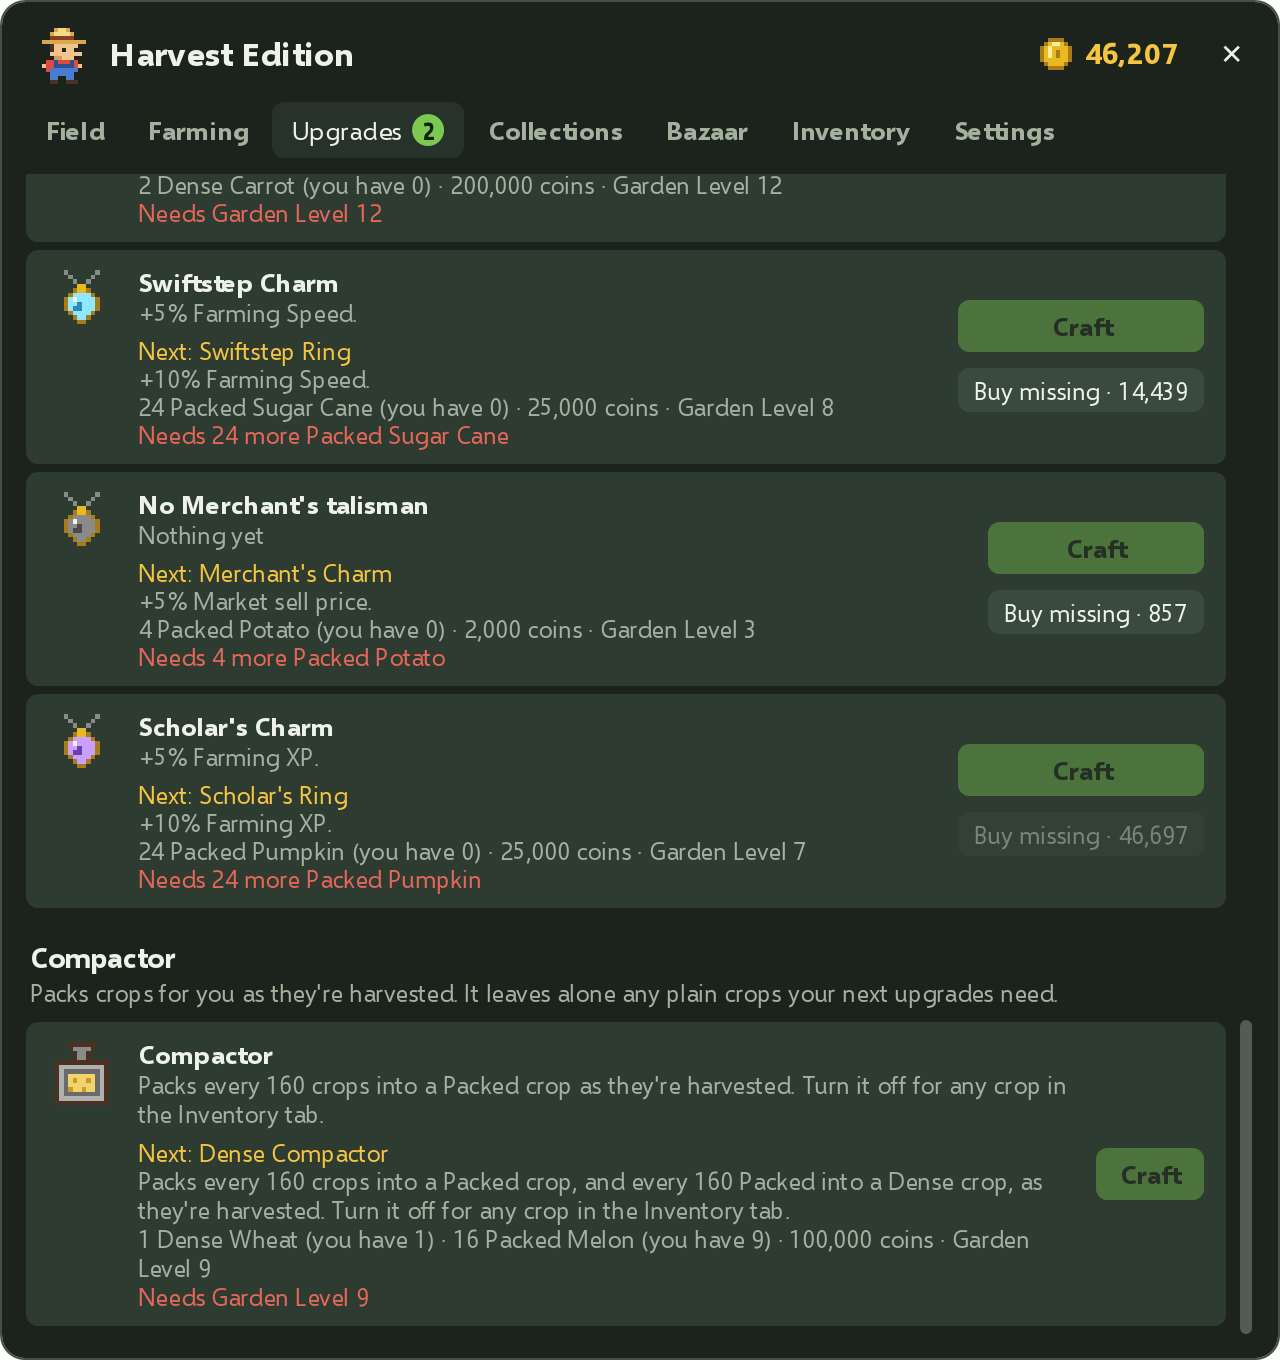 Harvest Edition
46,207
×
Field Farming Upgrades 2 Collections Bazaar Inventory Settings
2 Dense Carrot (you have 0) · 200,000 coins · Garden Level 12
Needs Garden Level 12
Swiftstep Charm
+5% Farming Speed.
Next: Swiftstep Ring
+10% Farming Speed.
24 Packed Sugar Cane (you have 0) · 25,000 coins · Garden Level 8
Needs 24 more Packed Sugar Cane
Craft
Buy missing · 14,439
No Merchant's talisman
Nothing yet
Next: Merchant's Charm
+5% Market sell price.
4 Packed Potato (you have 0) · 2,000 coins · Garden Level 3
Needs 4 more Packed Potato
Craft
Buy missing · 857
Scholar's Charm
+5% Farming XP.
Next: Scholar's Ring
+10% Farming XP.
24 Packed Pumpkin (you have 0) · 25,000 coins · Garden Level 7
Needs 24 more Packed Pumpkin
Craft
Buy missing · 46,697
Compactor
Packs crops for you as they're harvested. It leaves alone any plain crops your next upgrades need.
Compactor
Packs every 160 crops into a Packed crop as they're harvested. Turn it off for any crop in
the Inventory tab.
Next: Dense Compactor
Packs every 160 crops into a Packed crop, and every 160 Packed into a Dense crop, as
they're harvested. Turn it off for any crop in the Inventory tab.
1 Dense Wheat (you have 1) · 16 Packed Melon (you have 9) · 100,000 coins · Garden
Level 9
Needs Garden Level 9
Craft